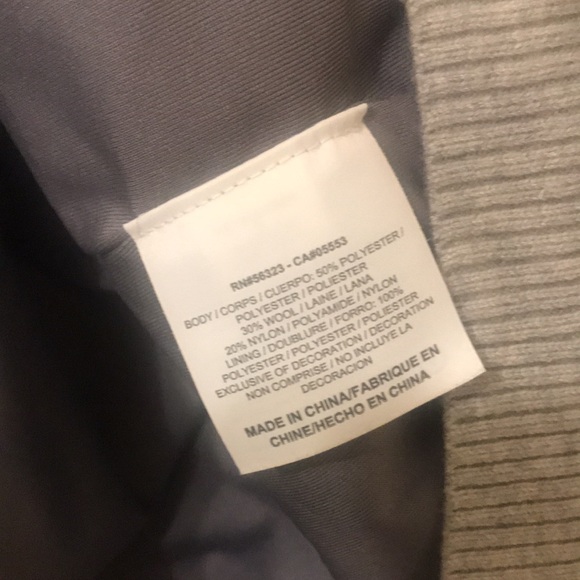 RN#56323 - CA#05553
BODY / CORPS / CUERPO: 50% POLYESTER /
POLYESTER / POLIESTER
30% WOOL / LAINE / LANA
20% NYLON / POLYAMIDE / NYLON
LINING / DOUBLURE / FORRO: 100%
POLYESTER / POLYESTER / POLIESTER
EXCLUSIVE OF DECORATION / DECORATION
NON COMPRISE / NO INCLUYE LA
DECORACION
MADE IN CHINA/FABRIQUE EN
CHINE/HECHO EN CHINA